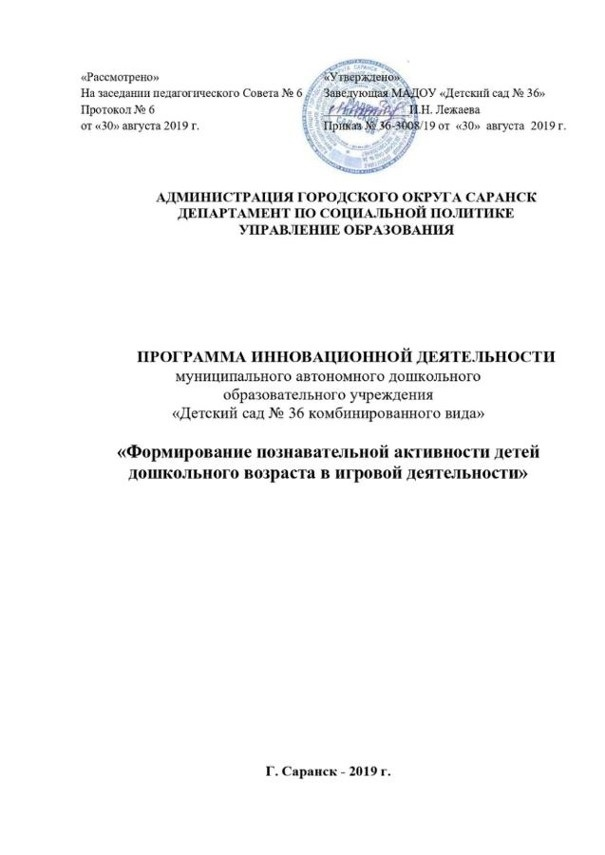 «Рассмотрено»
На заседании педагогического Совета № 6
Протокол № 6
от «30» августа 2019 г.
«Утверждено»
Заведующая МАДОУ «Детский сад № 36»
Лежаева
Приказ № 36-3008/19 от «30» августа 2019 г.
АДМИНИСТРАЦИЯ ГОРОДСКОГО ОКРУГА САРАНСК
ДЕПАРТАМЕНТ ПО СОЦИАЛЬНОЙ ПОЛИТИКЕ
УПРАВЛЕНИЕ ОБРАЗОВАНИЯ
ПРОГРАММА ИННОВАЦИОННОЙ ДЕЯТЕЛЬНОСТИ
муниципального автономного дошкольного
образовательного учреждения
«Детский сад № 36 комбинированного вида»
«Формирование познавательной активности детей
дошкольного возраста в игровой деятельности»
Г. Саранск - 2019 г.